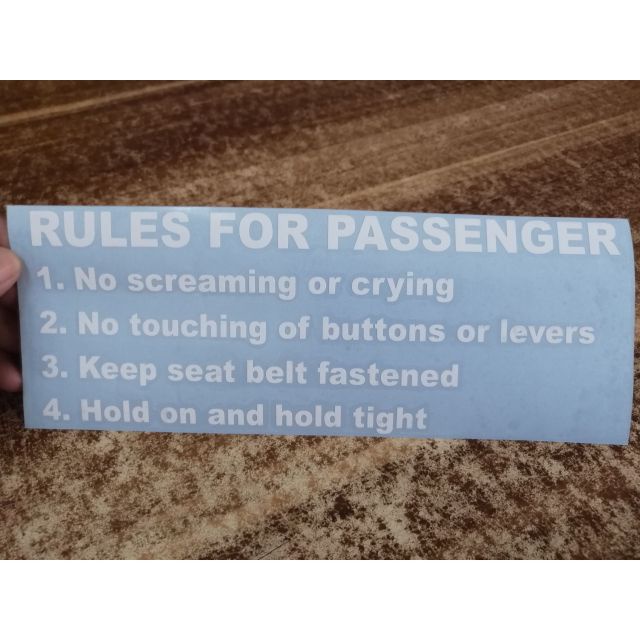 RULES FOR PASSENGER
1. No screaming or crying
2. No touching of buttons or levers
3. Keep seat belt fastened
4. Hold on and hold tight